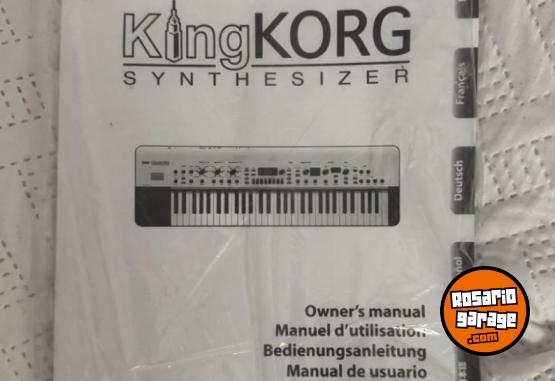 KingKORG
SYNTHESIZER
Français
Deutsch
Owner's manual
Manuel d'utilisation
Bedienungsanleitung
Manual de usuario
Rosario
garage
.com